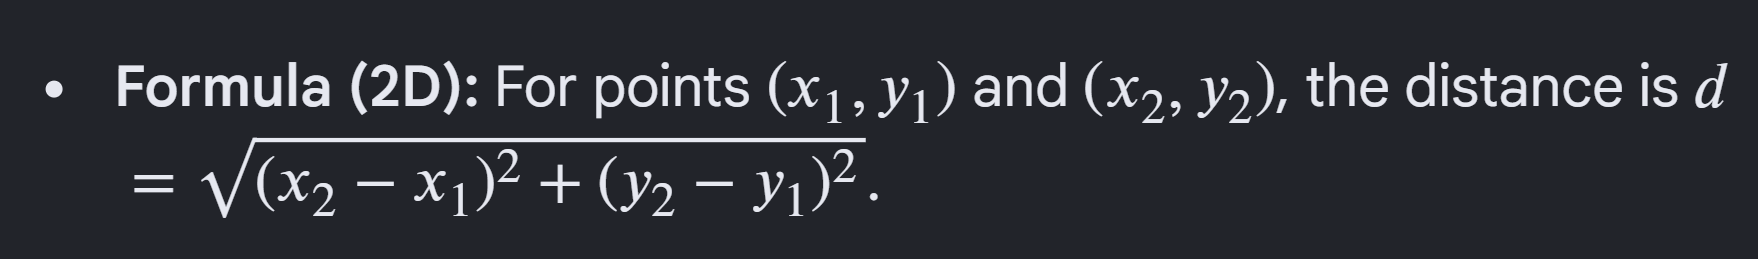 • Formula (2D): For points (x₁, y₁) and (x₂, y₂), the distance is d
= √(x₂ − x₁)² + (y₂ − y₁)².